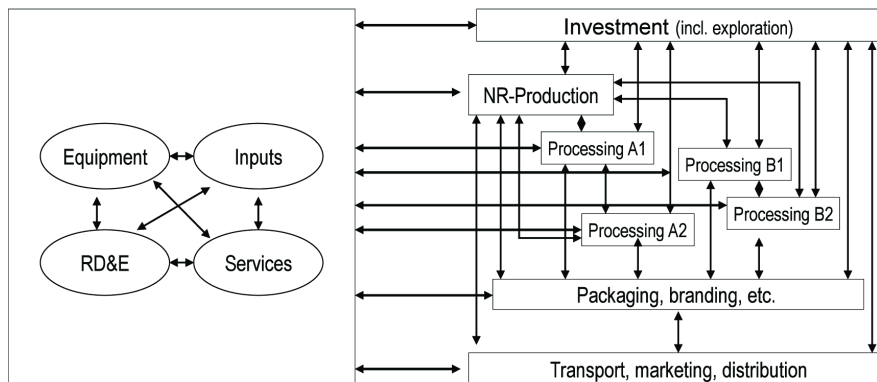 Investment (incl. exploration)
NR-Production
Equipment
Inputs
Processing A1
Processing B1
Processing B2
Processing A2
RD&E
Services
Packaging, branding, etc.
Transport, marketing, distribution